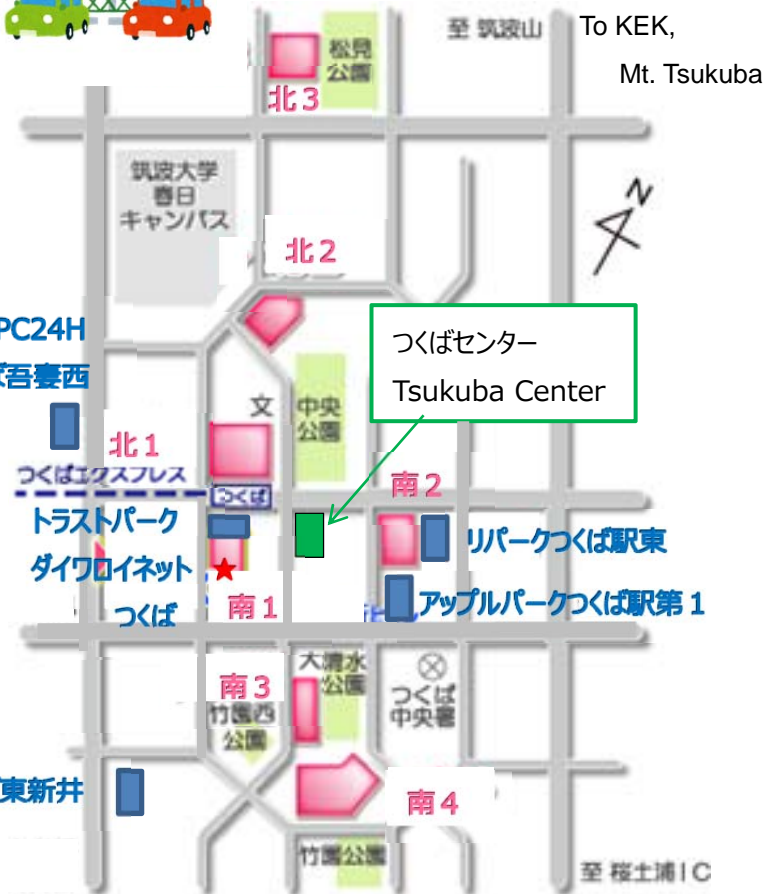 至 筑波山
To KEK,
Mt. Tsukuba
松見
公園
北3
筑波大学
春日
キャンパス
N
北2
PC24H
吾妻西
つくばセンター
Tsukuba Center
文
中央
公園
北1
つくばエクスプレス
つくば
南2
トラストパーク
ダイワロイネット
つくば
南1
リパークつくば駅東
アップルパークつくば駅第1
大清水
公園
南3
竹園西
公園
つくば
中央署
東新井
南4
竹園公園
至 桜土浦IC